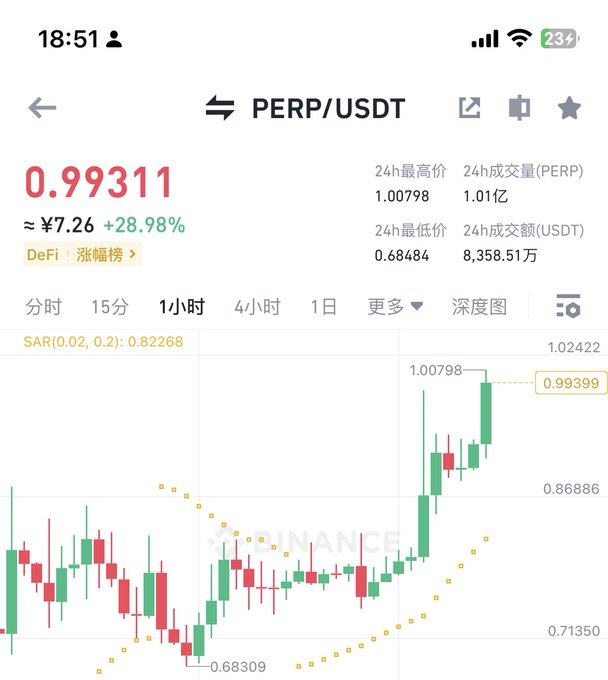 18:51
23
PERP/USDT
0.99311
≈ ¥7.26 +28.98%
DeFi 涨幅榜
24h最高价 24h成交量(PERP)
1.00798 1.01亿
24h最低价 24h成交额(USDT)
0.68484 8,358.51万
分时 15分 1小时 4小时 1日 更多 深度图
SAR(0.02, 0.2): 0.82268
1.02422
1.00798
0.99399
0.86886
BINANCE
0.71350
0.68309